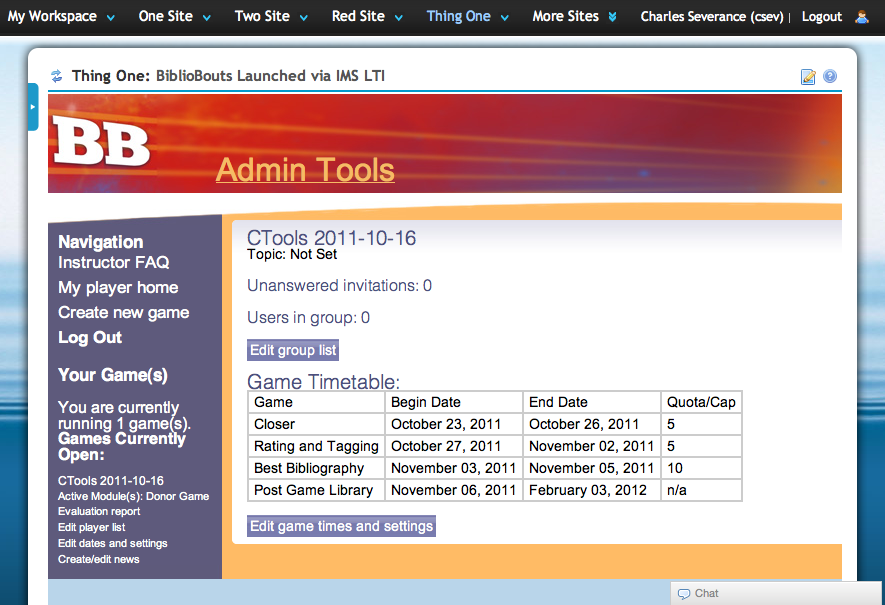 My Workspace One Site Two Site Red Site Thing One More Sites Charles Severance (csev) | Logout
Thing One: BiblioBouts Launched via IMS LTI
BB
Admin Tools
Navigation
Instructor FAQ
My player home
Create new game
Log Out
Your Game(s)
You are currently
running 1 game(s).
Games Currently
Open:
CTools 2011-10-16
Active Module(s): Donor Game
Evaluation report
Edit player list
Edit dates and settings
Create/edit news
CTools 2011-10-16
Topic: Not Set
Unanswered invitations: 0
Users in group: 0
Edit group list
Game Timetable:
Game Begin Date End Date Quota/Cap
Closer October 23, 2011 October 26, 2011 5
Rating and Tagging October 27, 2011 November 02, 2011 5
Best Bibliography November 03, 2011 November 05, 2011 10
Post Game Library November 06, 2011 February 03, 2012 n/a
Edit game times and settings
Chat